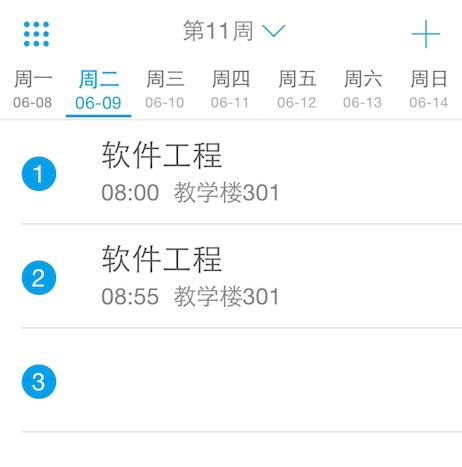 第11周
周一 周二 周三 周四 周五 周六 周日
06-08 06-09 06-10 06-11 06-12 06-13 06-14
1 软件工程
08:00 教学楼301
2 软件工程
08:55 教学楼301
3